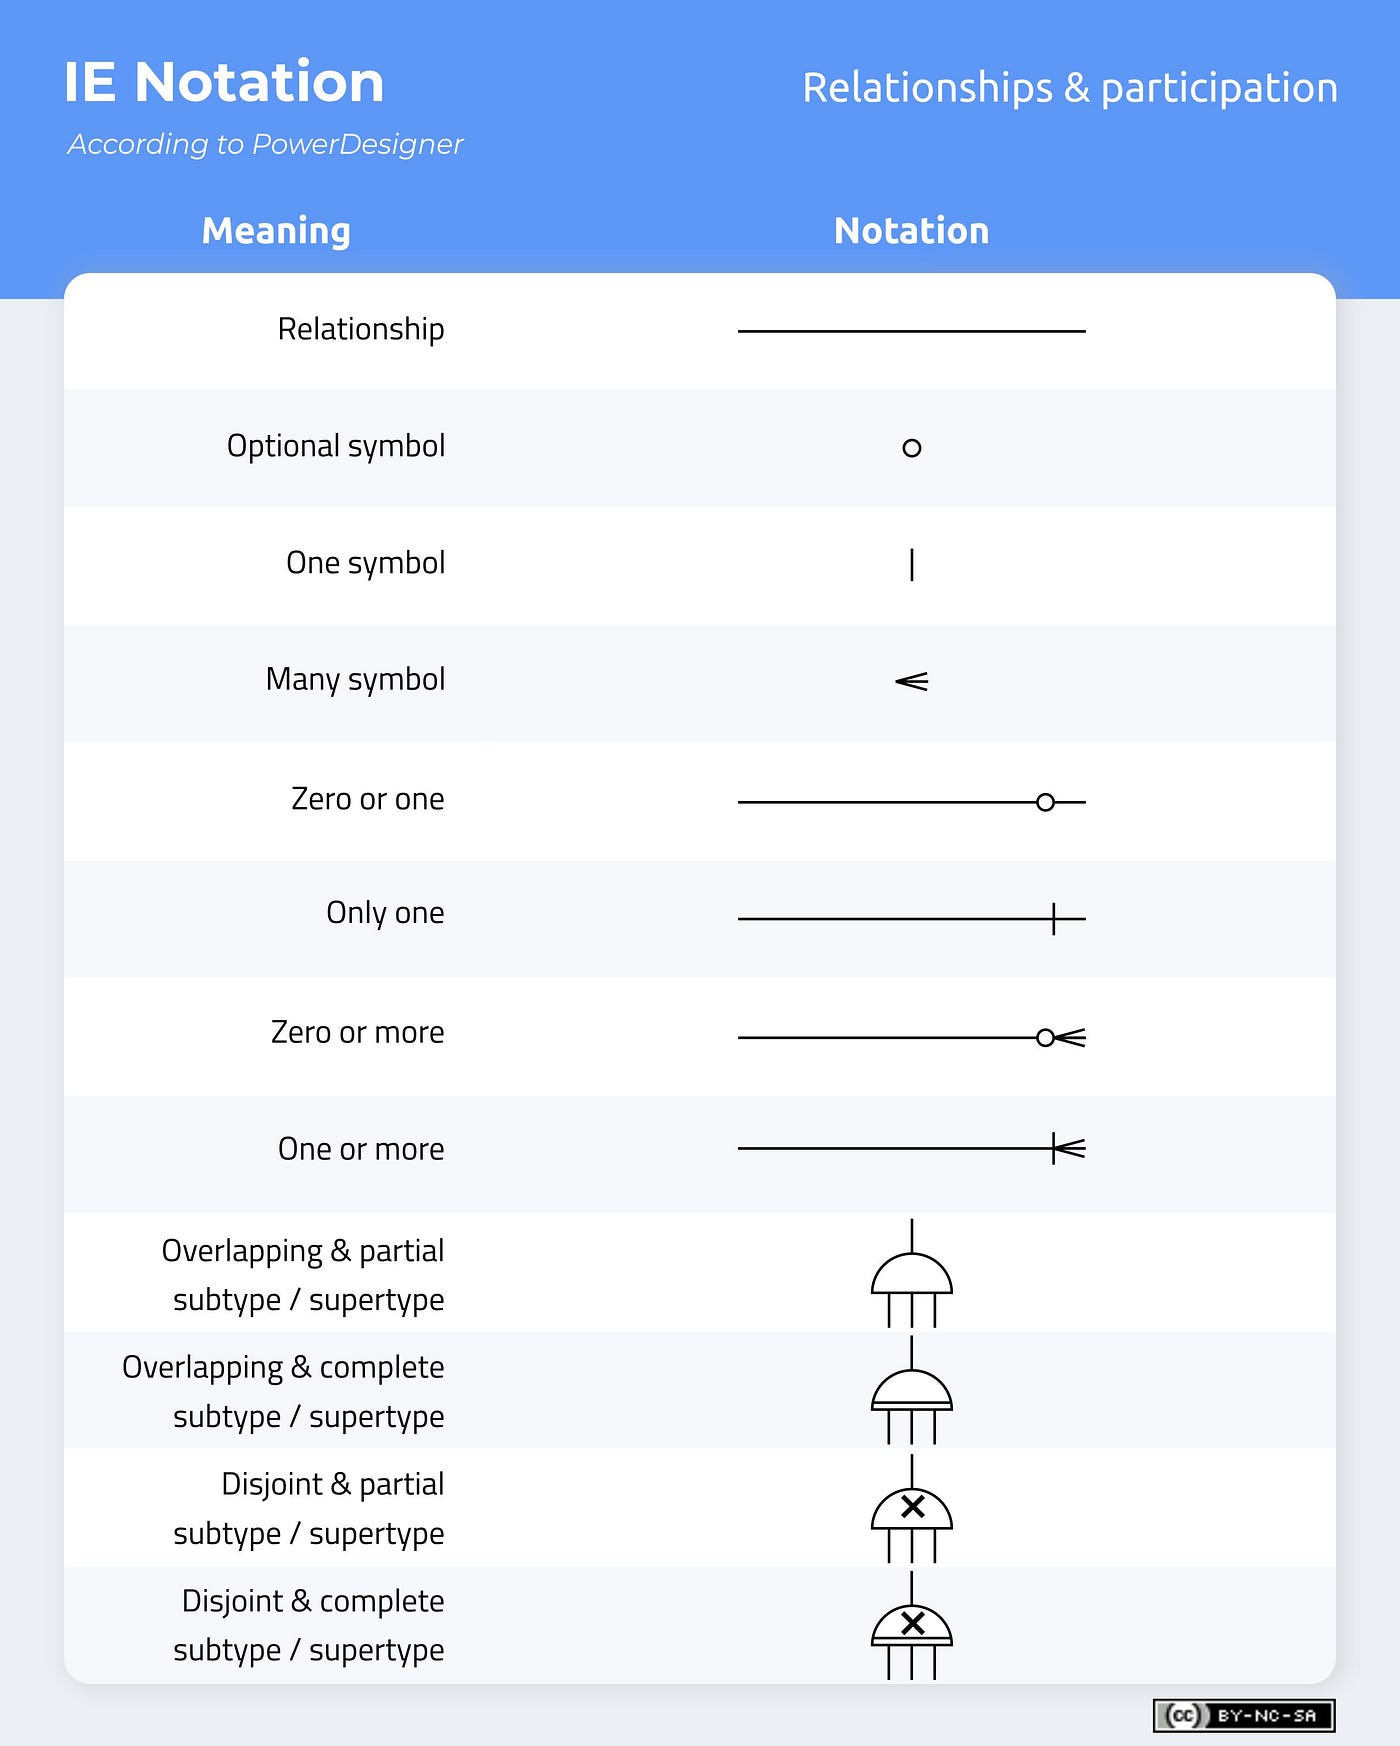 IE Notation
Relationships & participation
According to PowerDesigner
Meaning
Notation
Relationship
Optional symbol
One symbol
Many symbol
Zero or one
Only one
Zero or more
One or more
Overlapping & partial
subtype / supertype
Overlapping & complete
subtype / supertype
Disjoint & partial
subtype / supertype
Disjoint & complete
subtype / supertype
cc BY-NC-SA